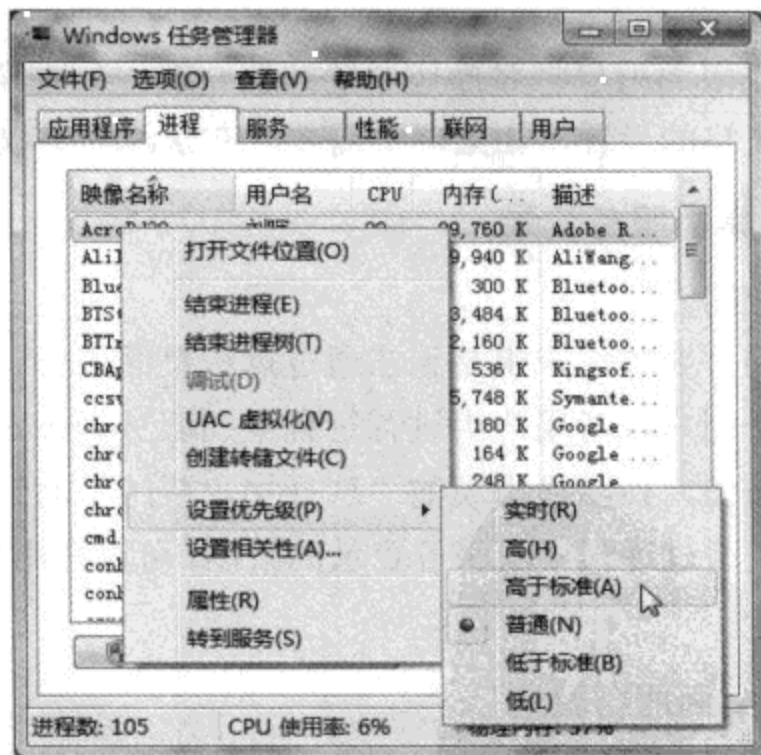 Windows 任务管理器
文件(F) 选项(O) 查看(V) 帮助(H)
应用程序 进程 服务 性能 联网 用户
映像名称 用户名 CPU 内存(... 描述
760 K Adobe R...
9,940 K AliWang...
300 K Bluetoo...
3,484 K Bluetoo...
2,160 K Bluetoo...
536 K Kingsof...
5,748 K Symante...
180 K Google ...
164 K Google ...
248 K Google
打开文件位置(O)
结束进程(E)
结束进程树(T)
调试(D)
UAC 虚拟化(V)
创建转储文件(C)
设置优先级(P)
设置相关性(A)...
属性(R)
转到服务(S)
实时(R)
高(H)
高于标准(A)
普通(N)
低于标准(B)
低(L)
进程数: 105 CPU 使用率: 6% 物理内存: 57%